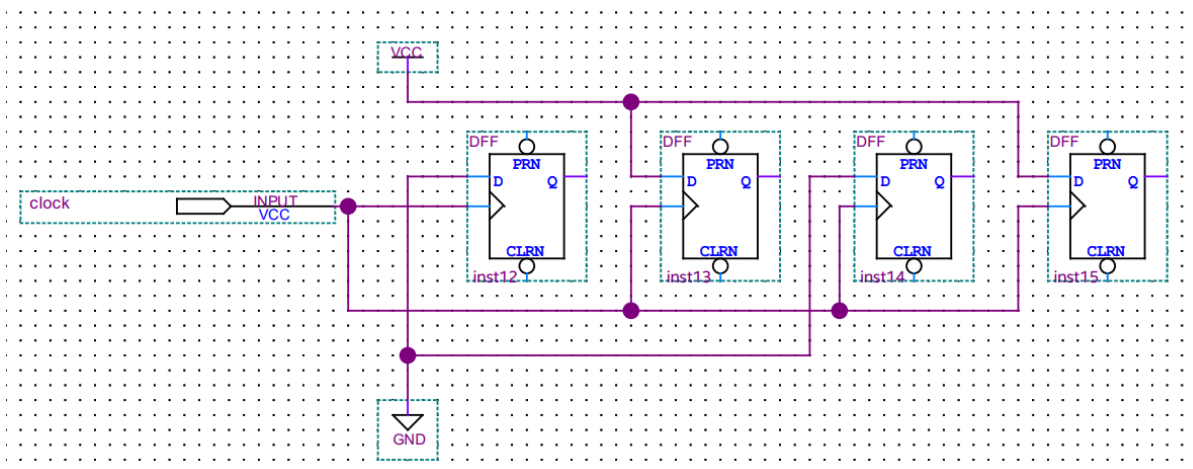 VCC
DFF
PRN
D
Q
CLRN
inst12
DFF
PRN
D
Q
CLRN
inst13
DFF
PRN
D
Q
CLRN
inst14
DFF
PRN
D
Q
CLRN
inst15
clock
INPUT
VCC
GND